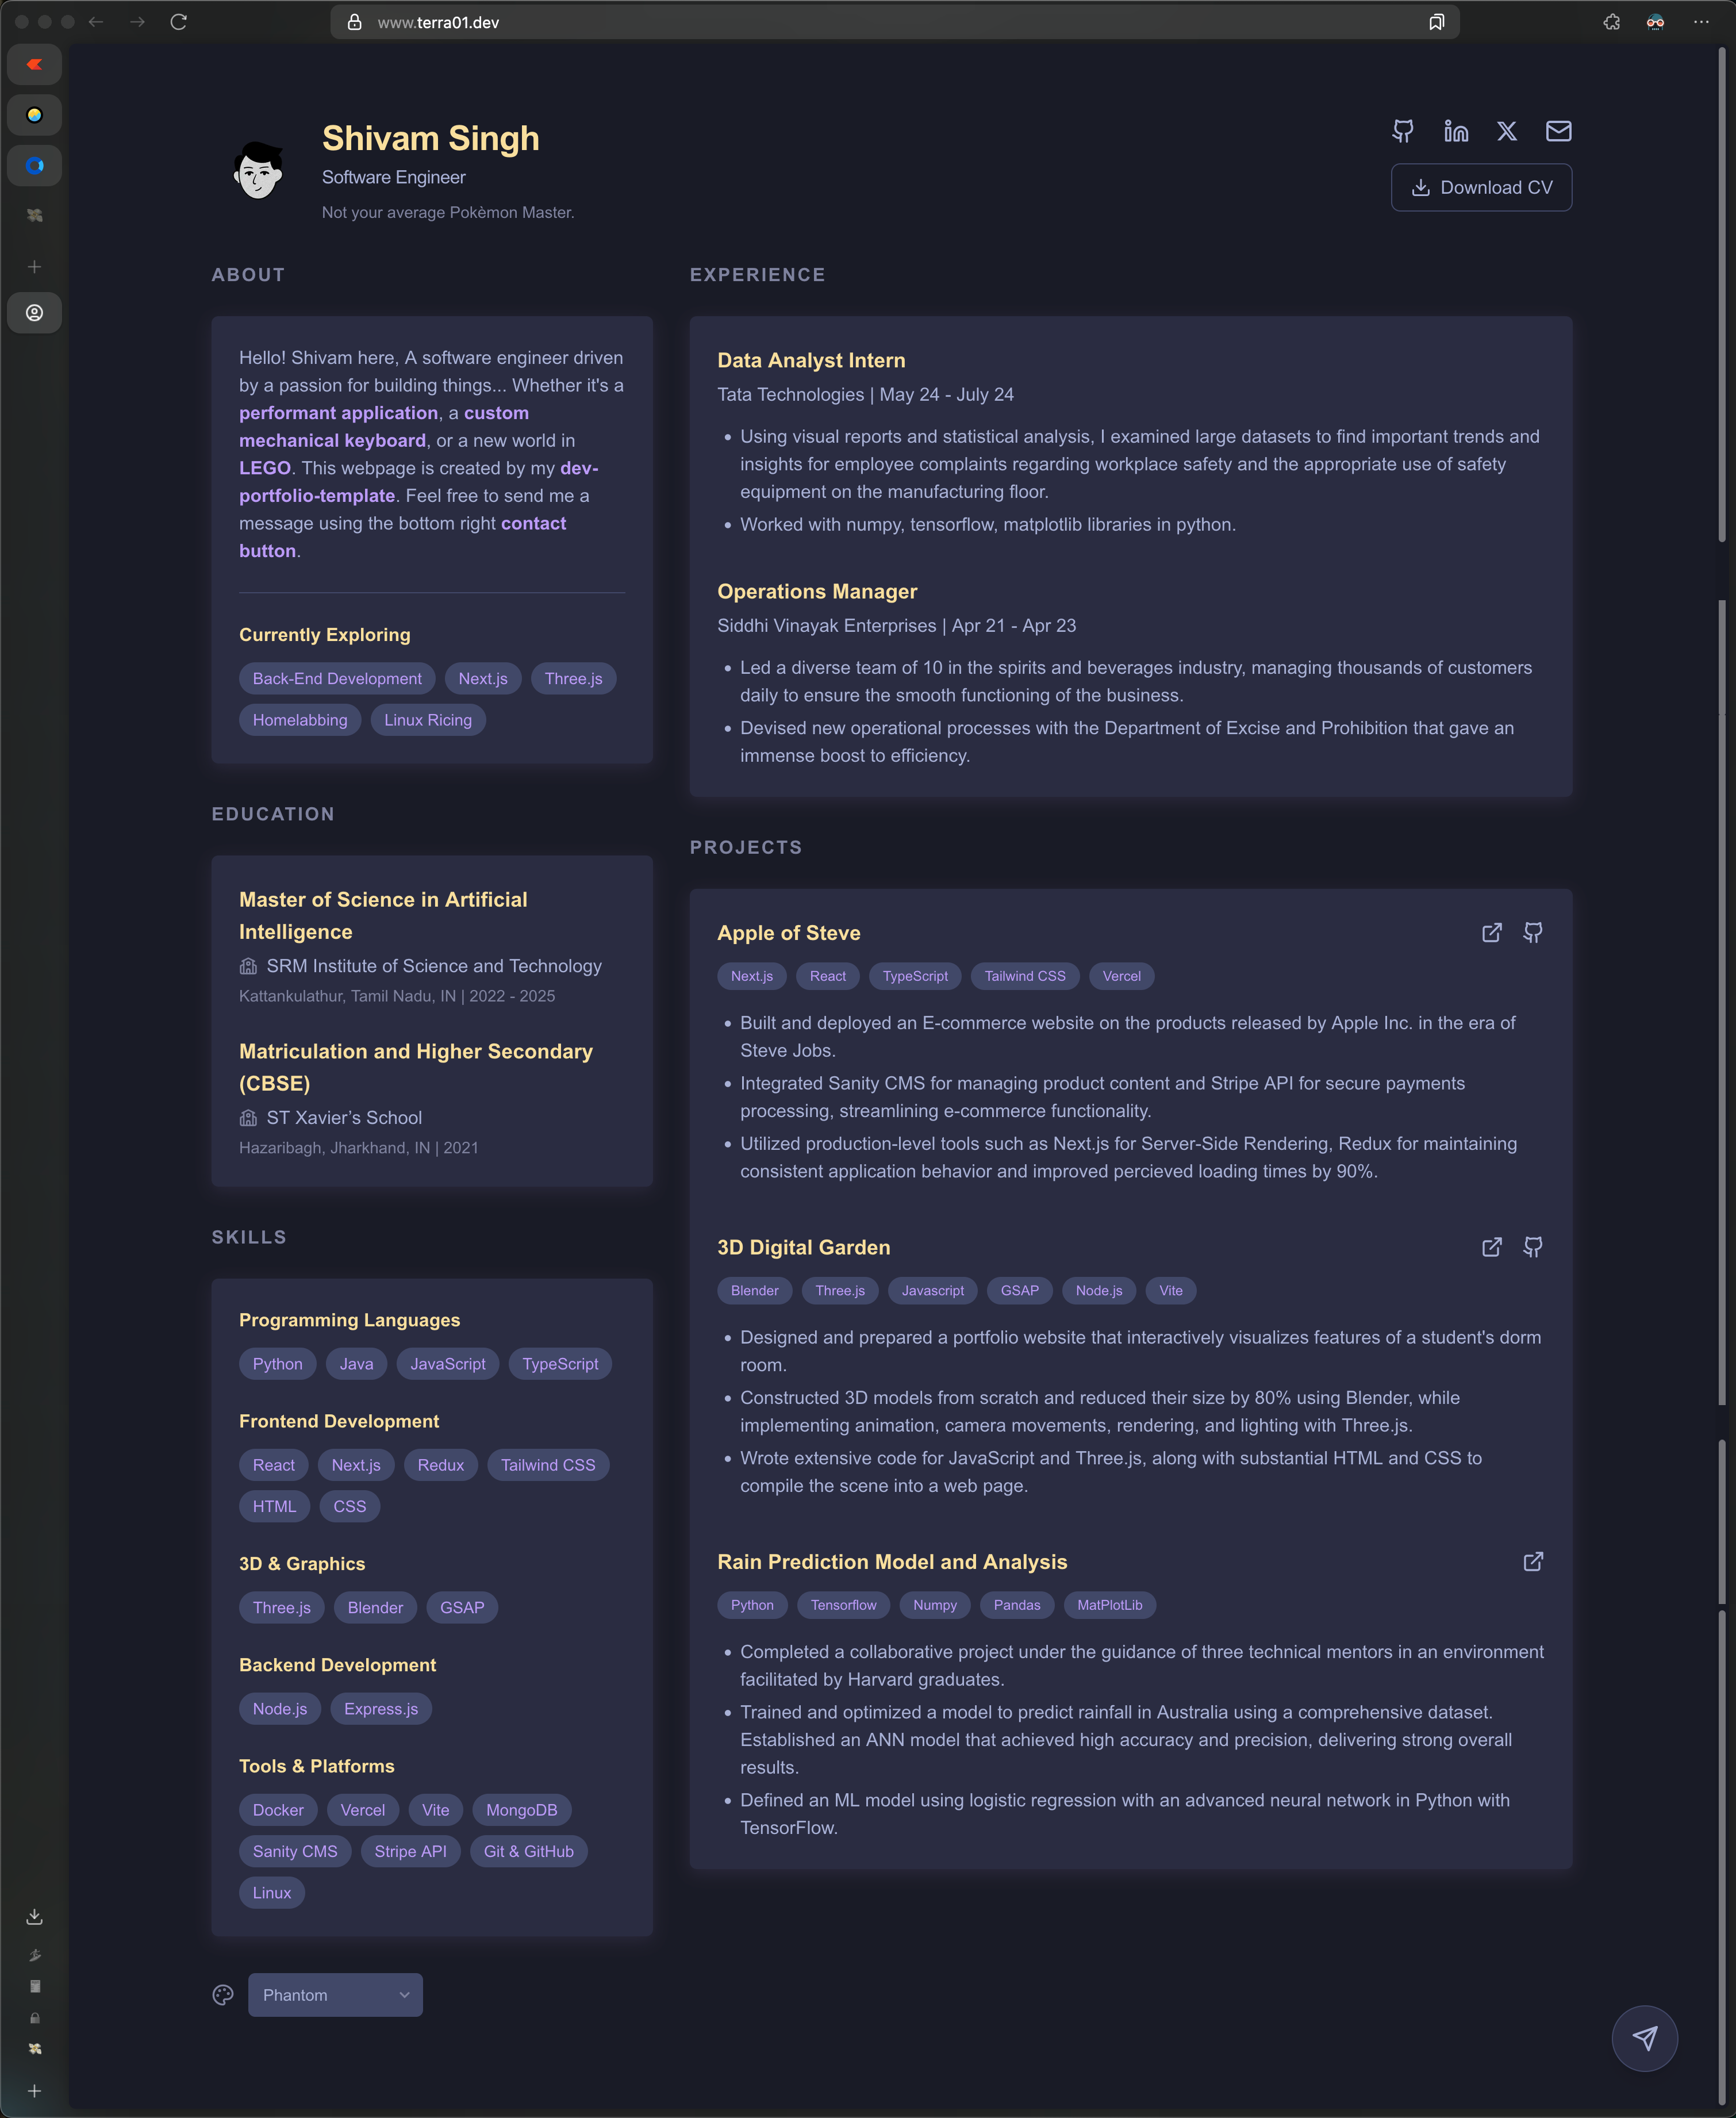 www.terra01.dev
Shivam Singh
Software Engineer
Not your average Pokèmon Master.
Download CV
ABOUT
Hello! Shivam here, A software engineer driven
by a passion for building things... Whether it's a
performant application, a custom
mechanical keyboard, or a new world in
LEGO. This webpage is created by my dev-
portfolio-template. Feel free to send me a
message using the bottom right contact
button.
Currently Exploring
Back-End Development Next.js Three.js
Homelabbing Linux Ricing
EDUCATION
Master of Science in Artificial
Intelligence
SRM Institute of Science and Technology
Kattankulathur, Tamil Nadu, IN | 2022 - 2025
Matriculation and Higher Secondary
(CBSE)
ST Xavier’s School
Hazaribagh, Jharkhand, IN | 2021
SKILLS
Programming Languages
Python Java JavaScript TypeScript
Frontend Development
React Next.js Redux Tailwind CSS
HTML CSS
3D & Graphics
Three.js Blender GSAP
Backend Development
Node.js Express.js
Tools & Platforms
Docker Vercel Vite MongoDB
Sanity CMS Stripe API Git & GitHub
Linux
Phantom
EXPERIENCE
Data Analyst Intern
Tata Technologies | May 24 - July 24
• Using visual reports and statistical analysis, I examined large datasets to find important trends and
insights for employee complaints regarding workplace safety and the appropriate use of safety
equipment on the manufacturing floor.
• Worked with numpy, tensorflow, matplotlib libraries in python.
Operations Manager
Siddhi Vinayak Enterprises | Apr 21 - Apr 23
• Led a diverse team of 10 in the spirits and beverages industry, managing thousands of customers
daily to ensure the smooth functioning of the business.
• Devised new operational processes with the Department of Excise and Prohibition that gave an
immense boost to efficiency.
PROJECTS
Apple of Steve
Next.js React TypeScript Tailwind CSS Vercel
• Built and deployed an E-commerce website on the products released by Apple Inc. in the era of
Steve Jobs.
• Integrated Sanity CMS for managing product content and Stripe API for secure payments
processing, streamlining e-commerce functionality.
• Utilized production-level tools such as Next.js for Server-Side Rendering, Redux for maintaining
consistent application behavior and improved percieved loading times by 90%.
3D Digital Garden
Blender Three.js Javascript GSAP Node.js Vite
• Designed and prepared a portfolio website that interactively visualizes features of a student's dorm
room.
• Constructed 3D models from scratch and reduced their size by 80% using Blender, while
implementing animation, camera movements, rendering, and lighting with Three.js.
• Wrote extensive code for JavaScript and Three.js, along with substantial HTML and CSS to
compile the scene into a web page.
Rain Prediction Model and Analysis
Python Tensorflow Numpy Pandas MatPlotLib
• Completed a collaborative project under the guidance of three technical mentors in an environment
facilitated by Harvard graduates.
• Trained and optimized a model to predict rainfall in Australia using a comprehensive dataset.
Established an ANN model that achieved high accuracy and precision, delivering strong overall
results.
• Defined an ML model using logistic regression with an advanced neural network in Python with
TensorFlow.